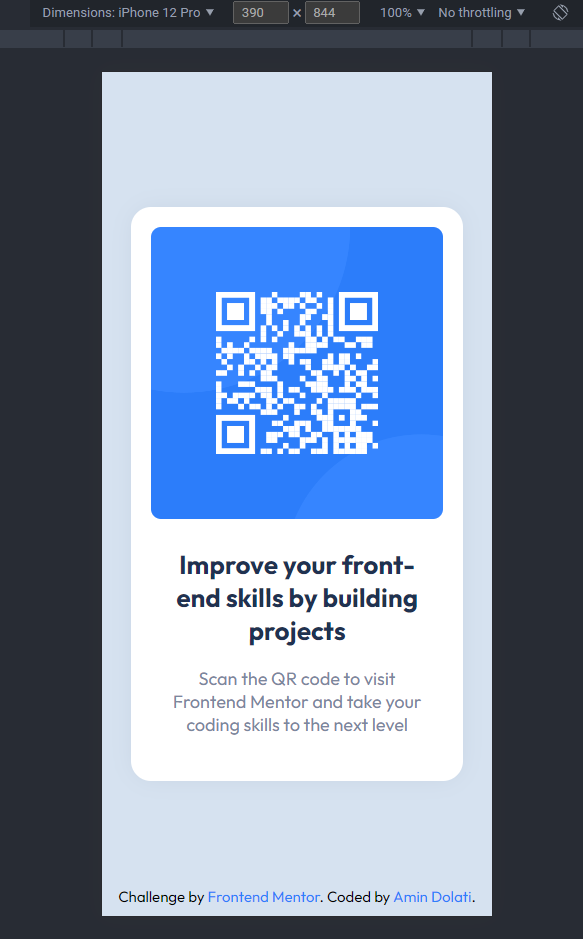 Dimensions: iPhone 12 Pro 390 × 844 100% No throttling
Improve your front-
end skills by building
projects
Scan the QR code to visit
Frontend Mentor and take your
coding skills to the next level
Challenge by Frontend Mentor. Coded by Amin Dolati.